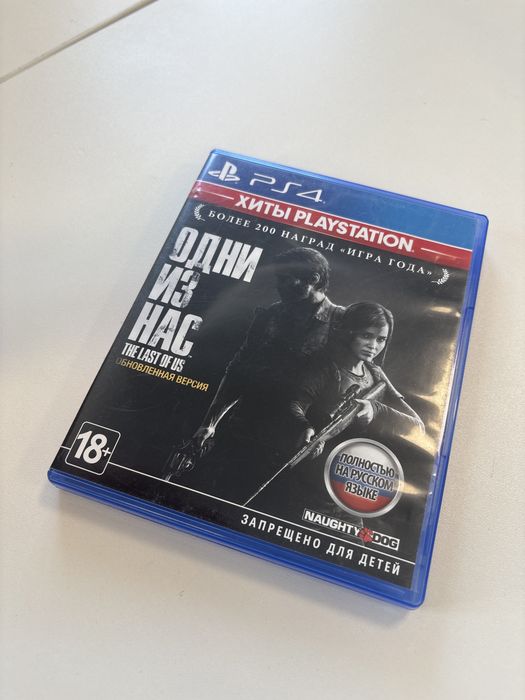 PS4
ХИТЫ PLAYSTATION
БОЛЕЕ 200 НАГРАД «ИГРА ГОДА»
ОДНИ
ИЗ
НАС
THE LAST OF US
ОБНОВЛЕННАЯ ВЕРСИЯ
18+
ПОЛНОСТЬЮ
НА РУССКОМ
ЯЗЫКЕ
NAUGHTY DOG
ЗАПРЕЩЕНО ДЛЯ ДЕТЕЙ